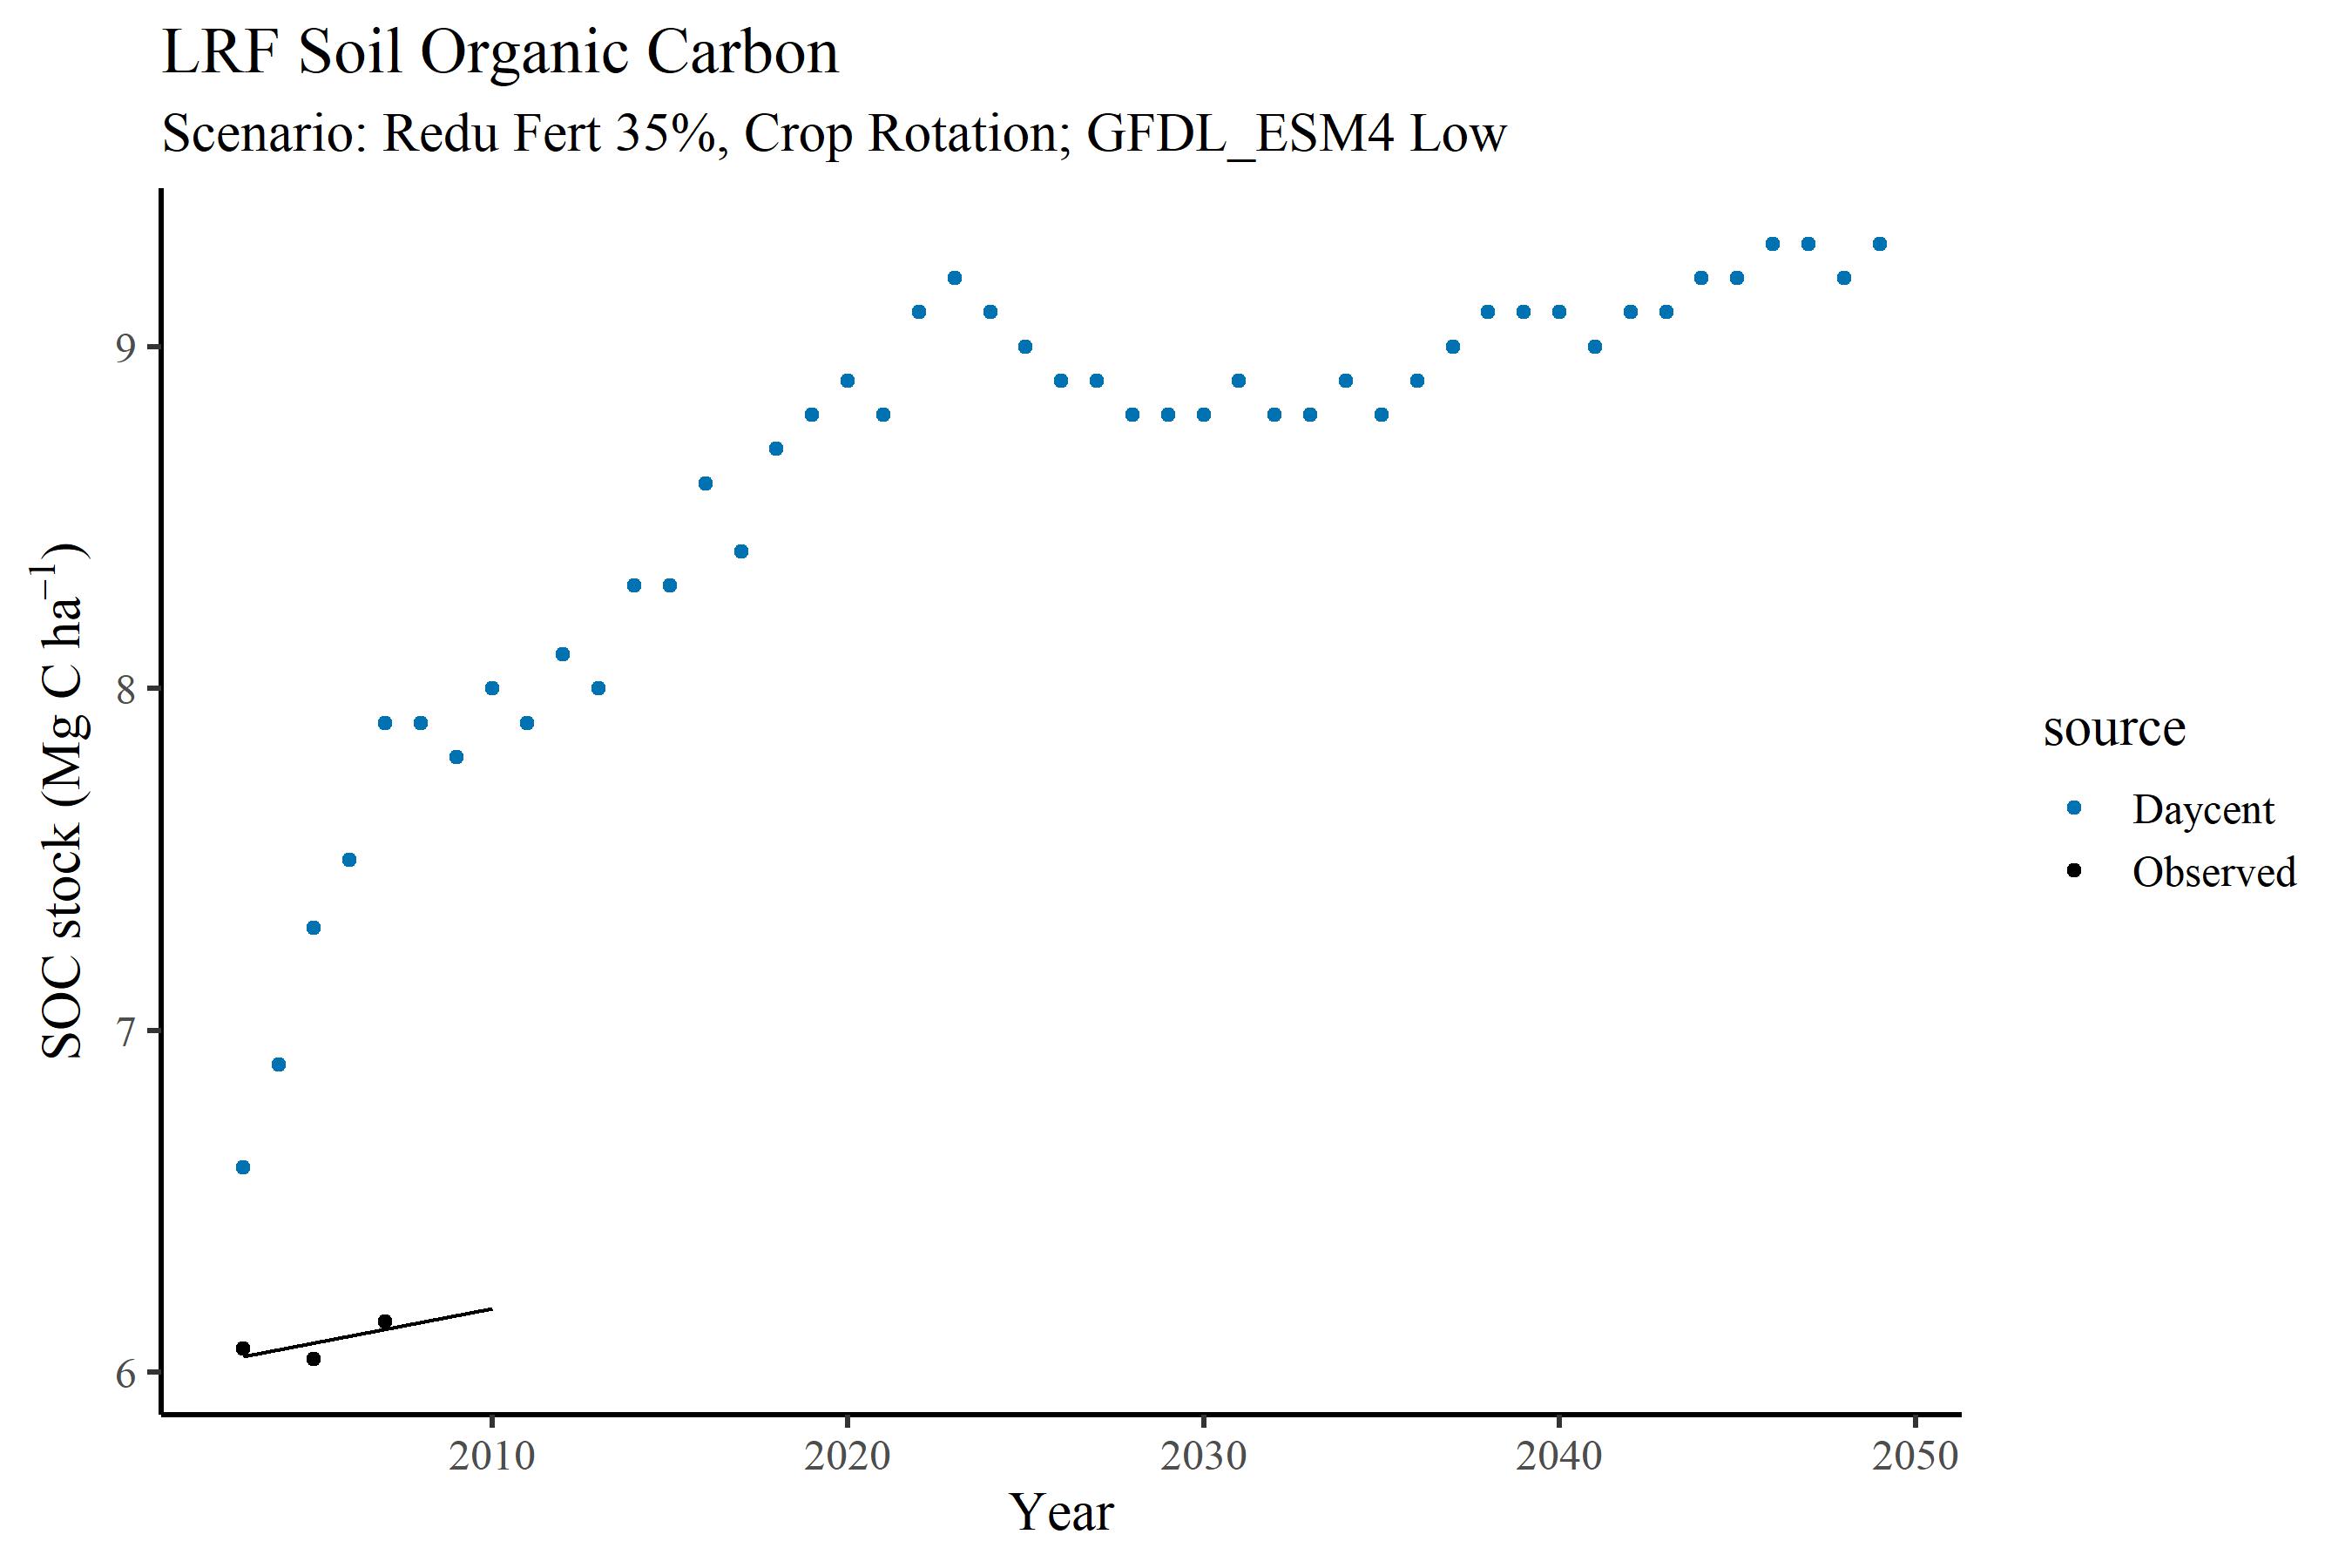 LRF Soil Organic Carbon
Scenario: Redu Fert 35%, Crop Rotation; GFDL_ESM4 Low
SOC stock (Mg C ha⁻¹)
9
8
7
6
2010 2020 2030 2040 2050
Year
source
Daycent
Observed